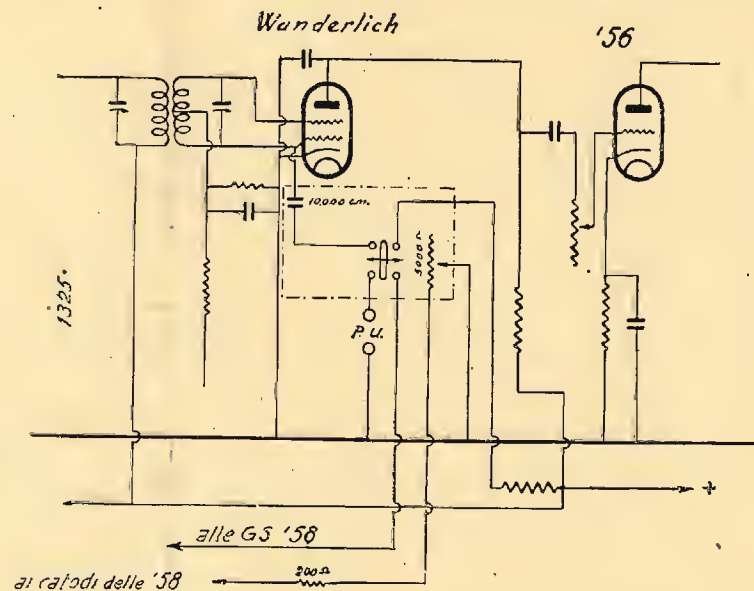 Wunderlich
'56
10.000 cm.
5000 Ω
1325.
P. U.
+
alle GS '58
200 Ω
ai catodi delle '58